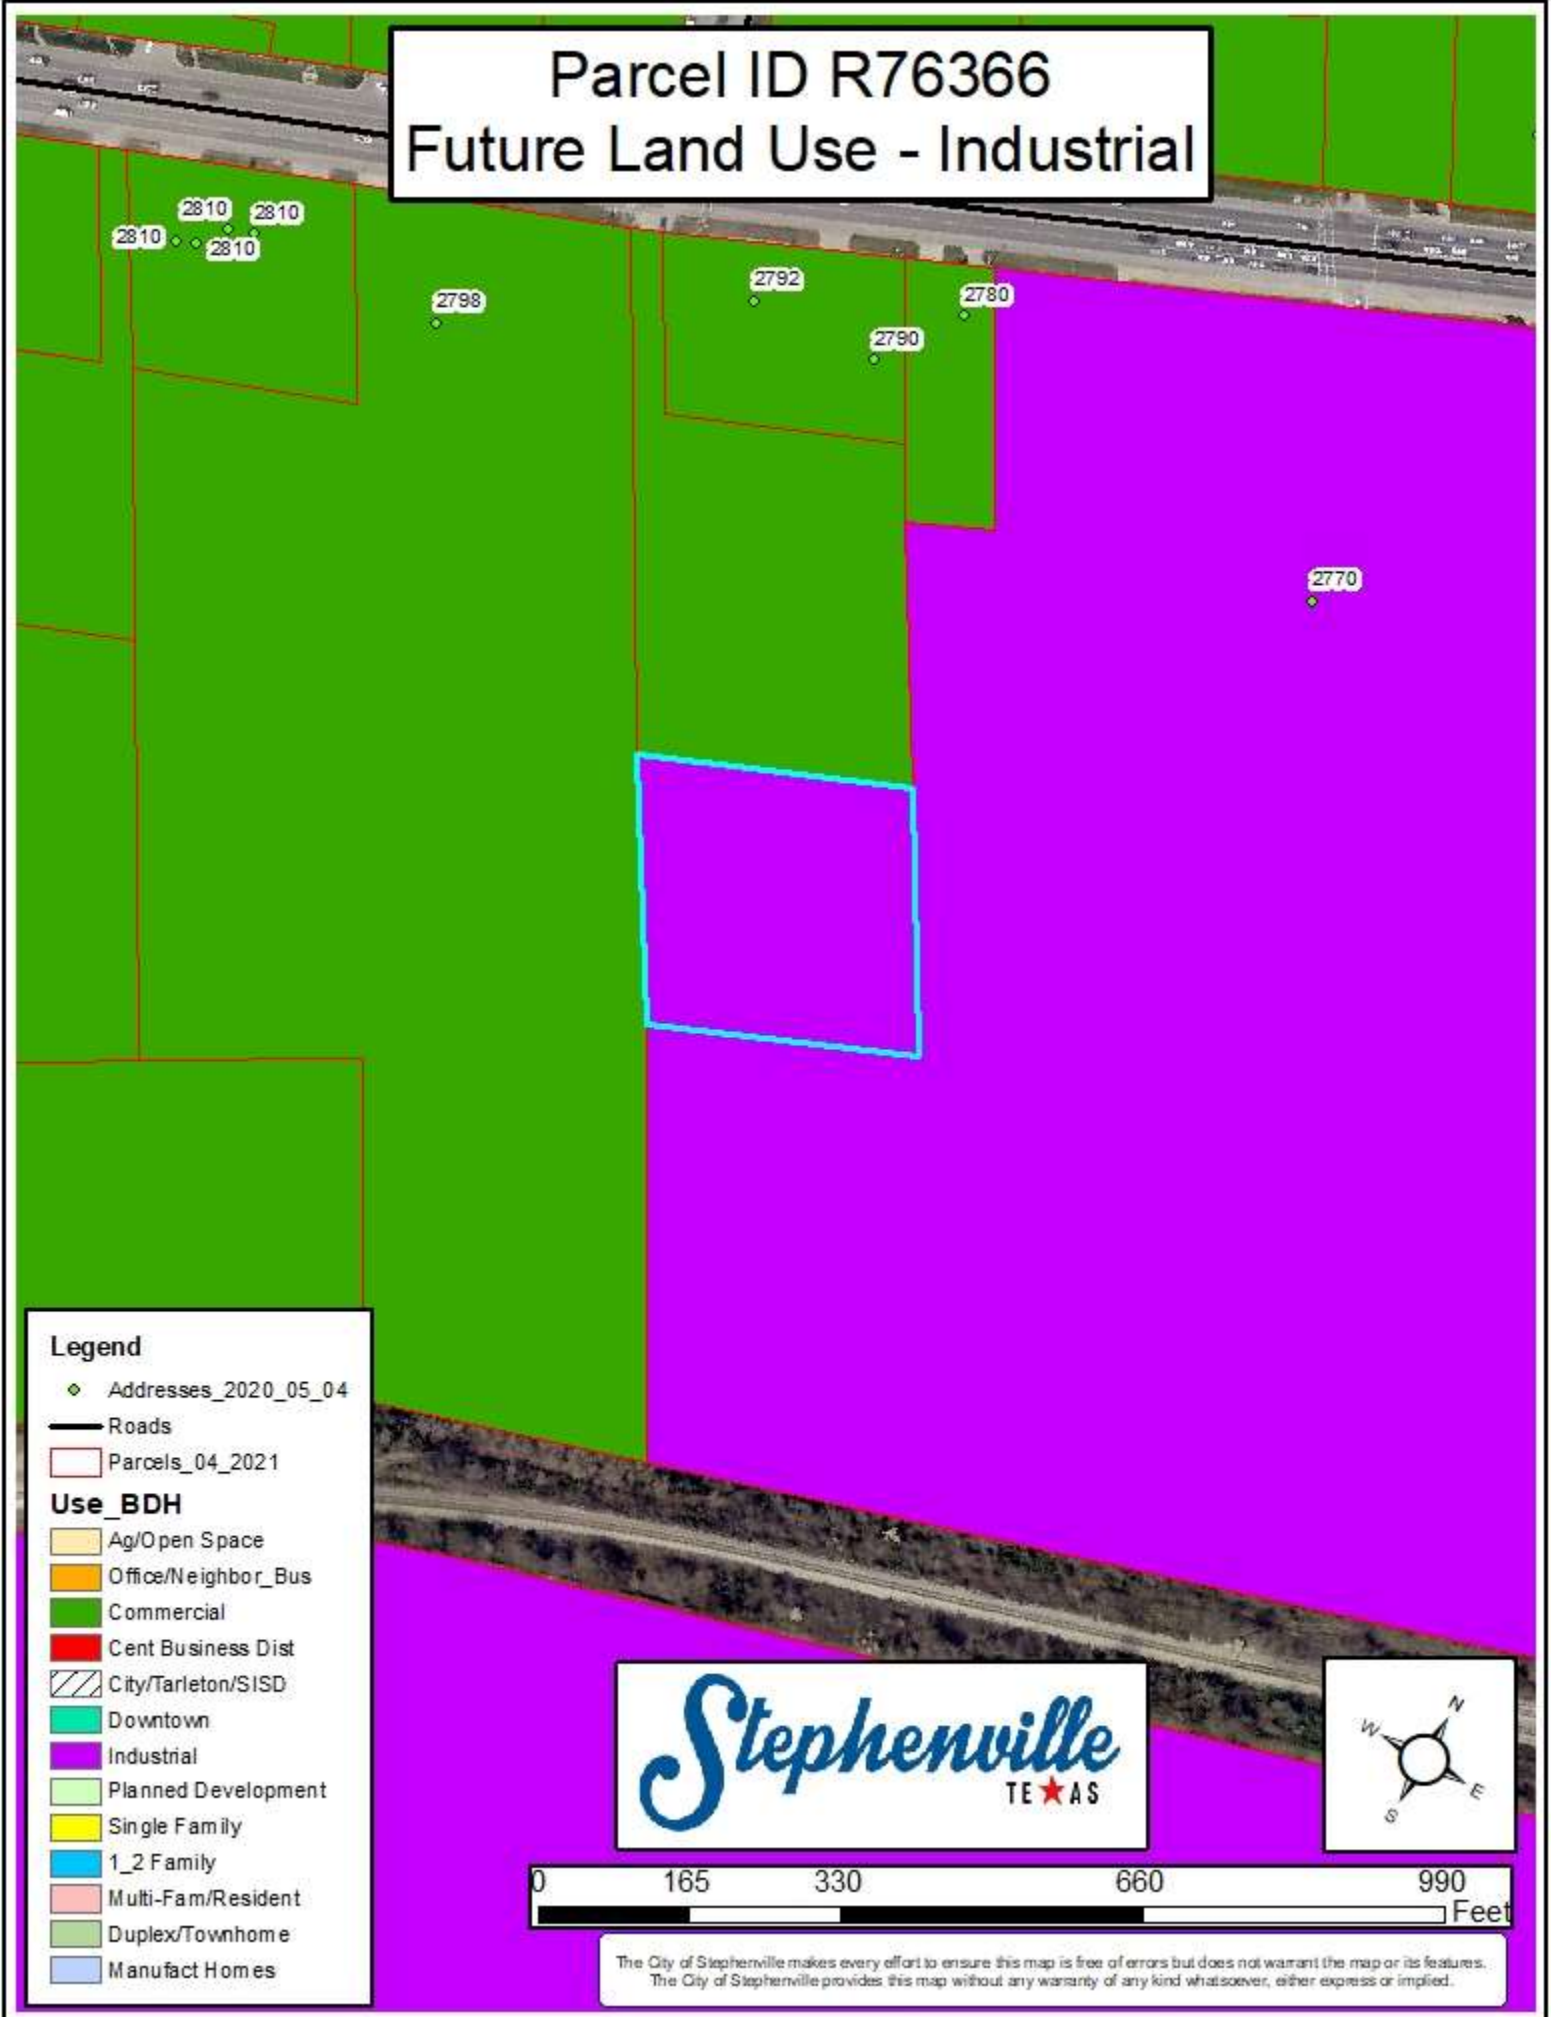 Parcel ID R76366
Future Land Use - Industrial
2810
2810
2810
2810
2798
2792
2790
2780
2770
Legend
Addresses_2020_05_04
Roads
Parcels_04_2021
Use_BDH
Ag/Open Space
Office/Neighbor_Bus
Commercial
Cent Business Dist
City/Tarleton/SISD
Downtown
Industrial
Planned Development
Single Family
1_2 Family
Multi-Fam/Resident
Duplex/Townhome
Manufact Homes
Stephenville
TEXAS
N
W
E
S
0 165 330 660 990
Feet
The City of Stephenville makes every effort to ensure this map is free of errors but does not warrant the map or its features.
The City of Stephenville provides this map without any warranty of any kind whatsoever, either express or implied.